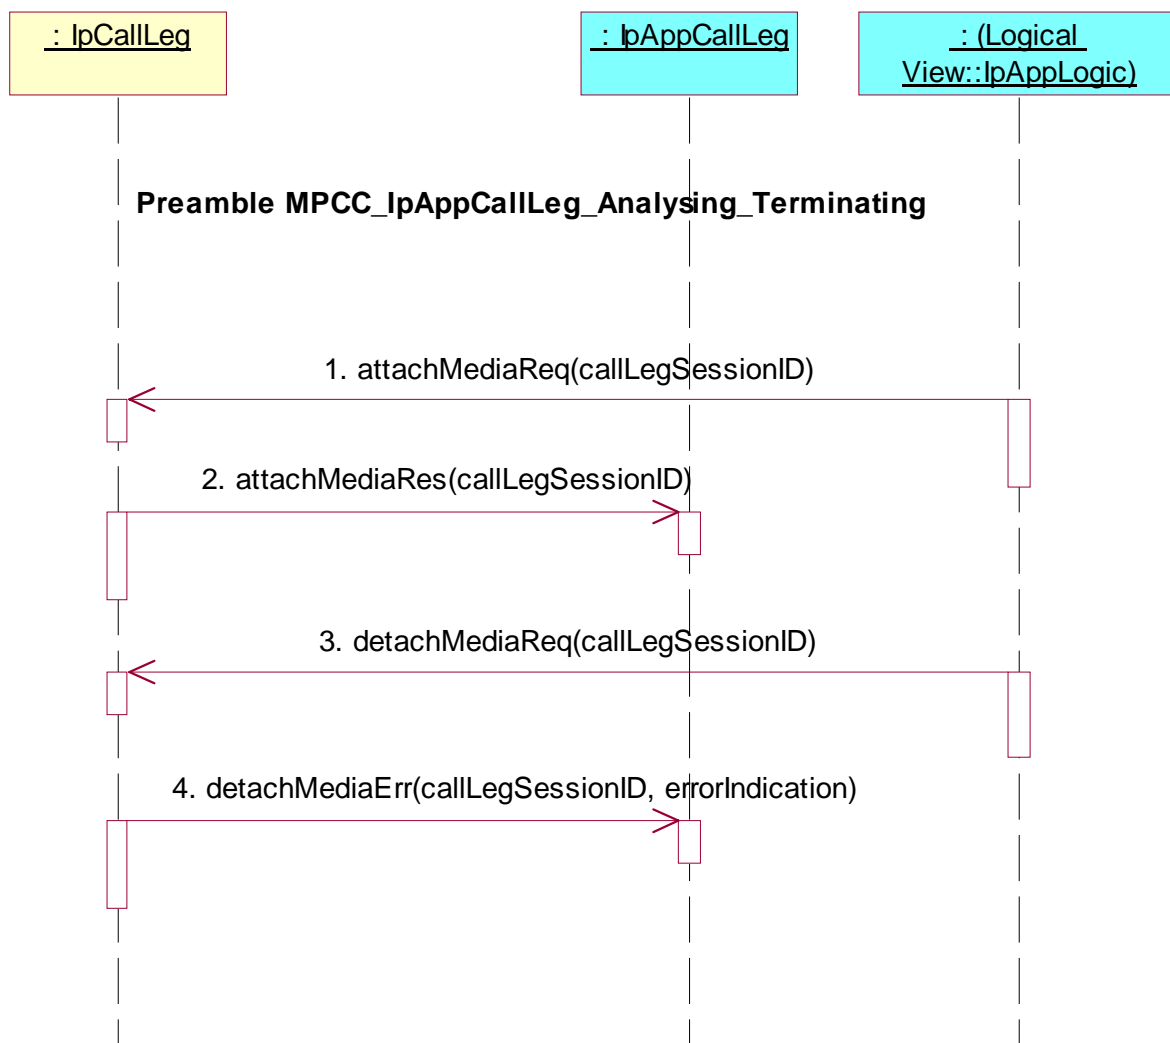 : IpCallLeg
: IpAppCallLeg
: (Logical
View::IpAppLogic)
Preamble MPCC_IpAppCallLeg_Analysing_Terminating
1. attachMediaReq(callLegSessionID)
2. attachMediaRes(callLegSessionID)
3. detachMediaReq(callLegSessionID)
4. detachMediaErr(callLegSessionID, errorIndication)